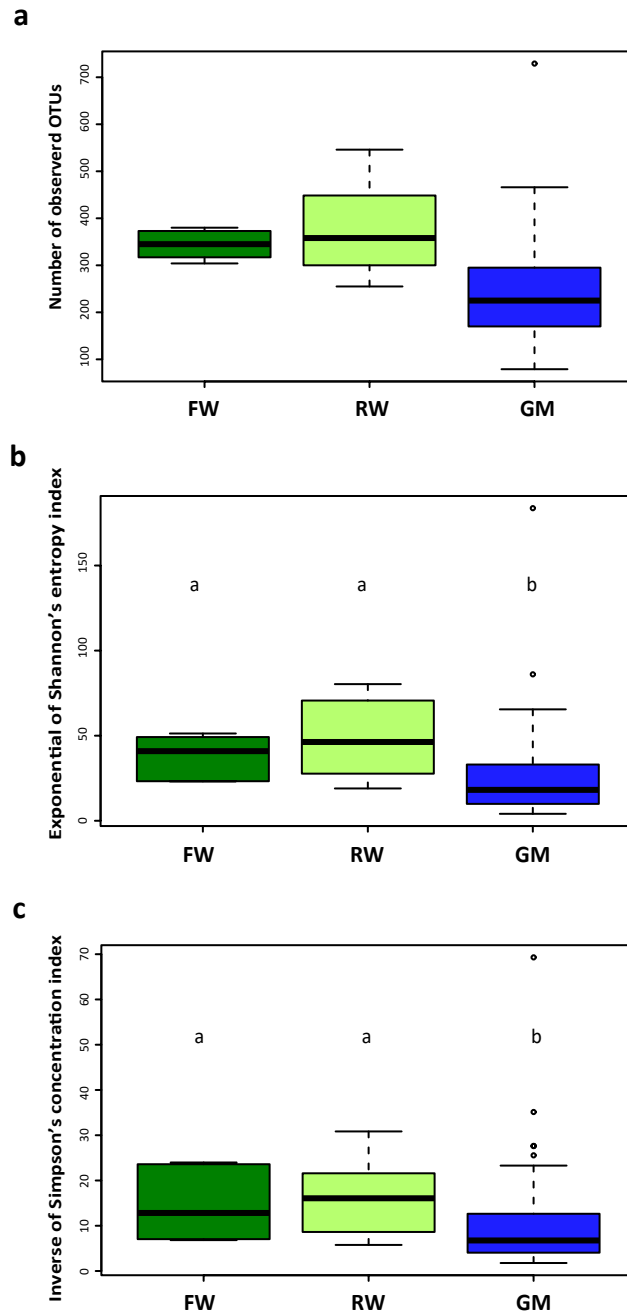 a
Number of observerd OTUs
700
600
500
400
300
200
100
FW RW GM
b
Exponential of Shannon's entropy index
150
100
50
0
a a b
FW RW GM
c
Inverse of Simpson's concentration index
70
60
50
40
30
20
10
0
a a b
FW RW GM